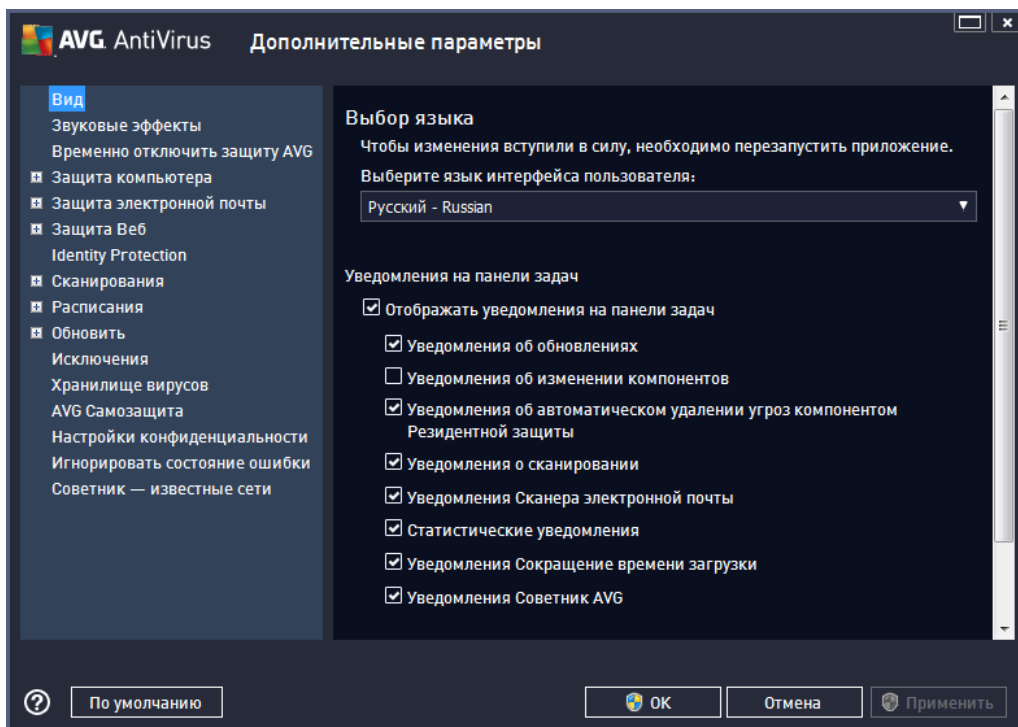 AVG. AntiVirus
Дополнительные параметры
Вид
Звуковые эффекты
Временно отключить защиту AVG
Защита компьютера
Защита электронной почты
Защита Веб
Identity Protection
Сканирования
Расписания
Обновить
Исключения
Хранилище вирусов
AVG Самозащита
Настройки конфиденциальности
Игнорировать состояние ошибки
Советник — известные сети
Выбор языка
Чтобы изменения вступили в силу, необходимо перезапустить приложение.
Выберите язык интерфейса пользователя:
Русский - Russian
Уведомления на панели задач
Отображать уведомления на панели задач
Уведомления об обновлениях
Уведомления об изменении компонентов
Уведомления об автоматическом удалении угроз компонентом
Резидентной защиты
Уведомления о сканировании
Уведомления Сканера электронной почты
Статистические уведомления
Уведомления Сокращение времени загрузки
Уведомления Советник AVG
По умолчанию
ОК
Отмена
Применить